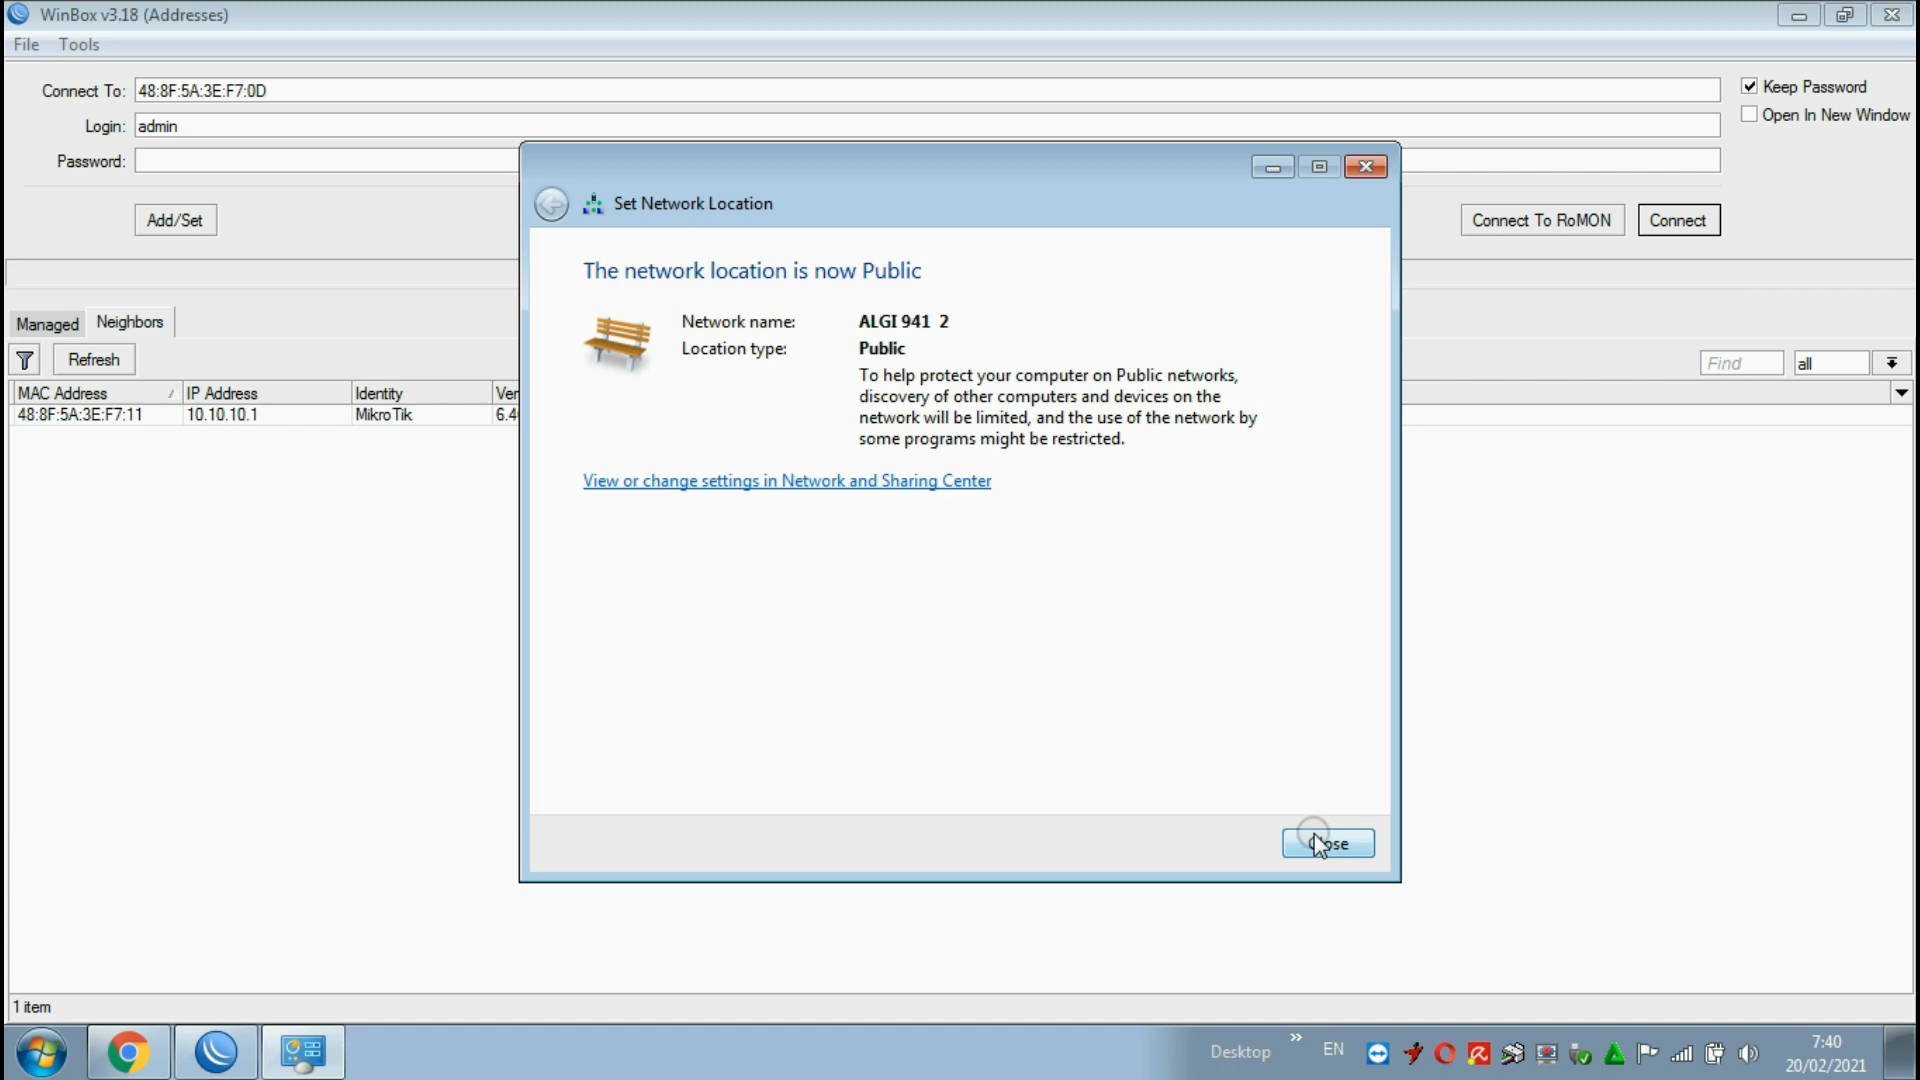 WinBox v3.18 (Addresses)
File Tools
Connect To: 48:8F:5A:3E:F7:0D
Keep Password
Open In New Window
Login: admin
Password:
Add/Set
Connect To RoMON
Connect
Set Network Location
The network location is now Public
Network name: ALGI 941 2
Location type: Public
To help protect your computer on Public networks,
discovery of other computers and devices on the
network will be limited, and the use of the network by
some programs might be restricted.
View or change settings in Network and Sharing Center
Managed Neighbors
Refresh
Find
all
MAC Address IP Address Identity
48:8F:5A:3E:F7:11 10.10.10.1 MikroTik
1 item
Desktop
EN
7:40
20/02/2021